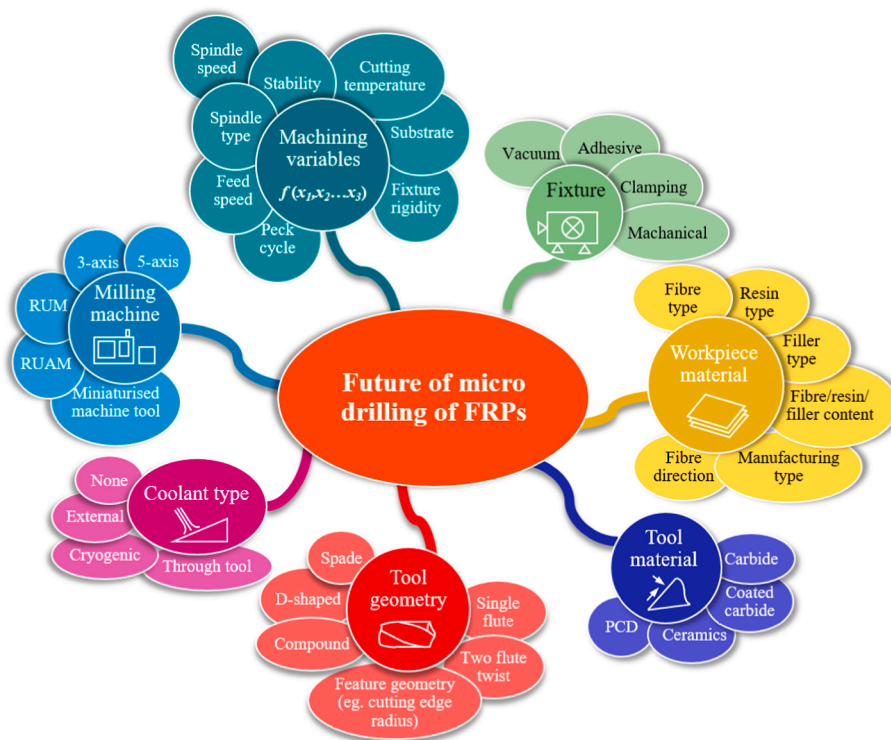 Spindle
speed
Stability
Cutting
temperature
Spindle
type
Machining
variables
f (x₁,x₂…x₃)
Substrate
Feed
speed
Fixture
rigidity
Peck
cycle
Vacuum
Adhesive
Fixture
Clamping
Machanical
3-axis
5-axis
RUM
Milling
machine
RUAM
Miniaturised
machine tool
Future of micro
drilling of FRPs
Fibre
type
Resin
type
Workpiece
material
Filler
type
Fibre/resin/
filler content
Fibre
direction
Manufacturing
type
None
Coolant type
External
Cryogenic
Through tool
Spade
Tool
geometry
D-shaped
Single
flute
Compound
Two flute
twist
Feature geometry
(eg. cutting edge
radius)
Tool
material
Carbide
Coated
carbide
PCD
Ceramics